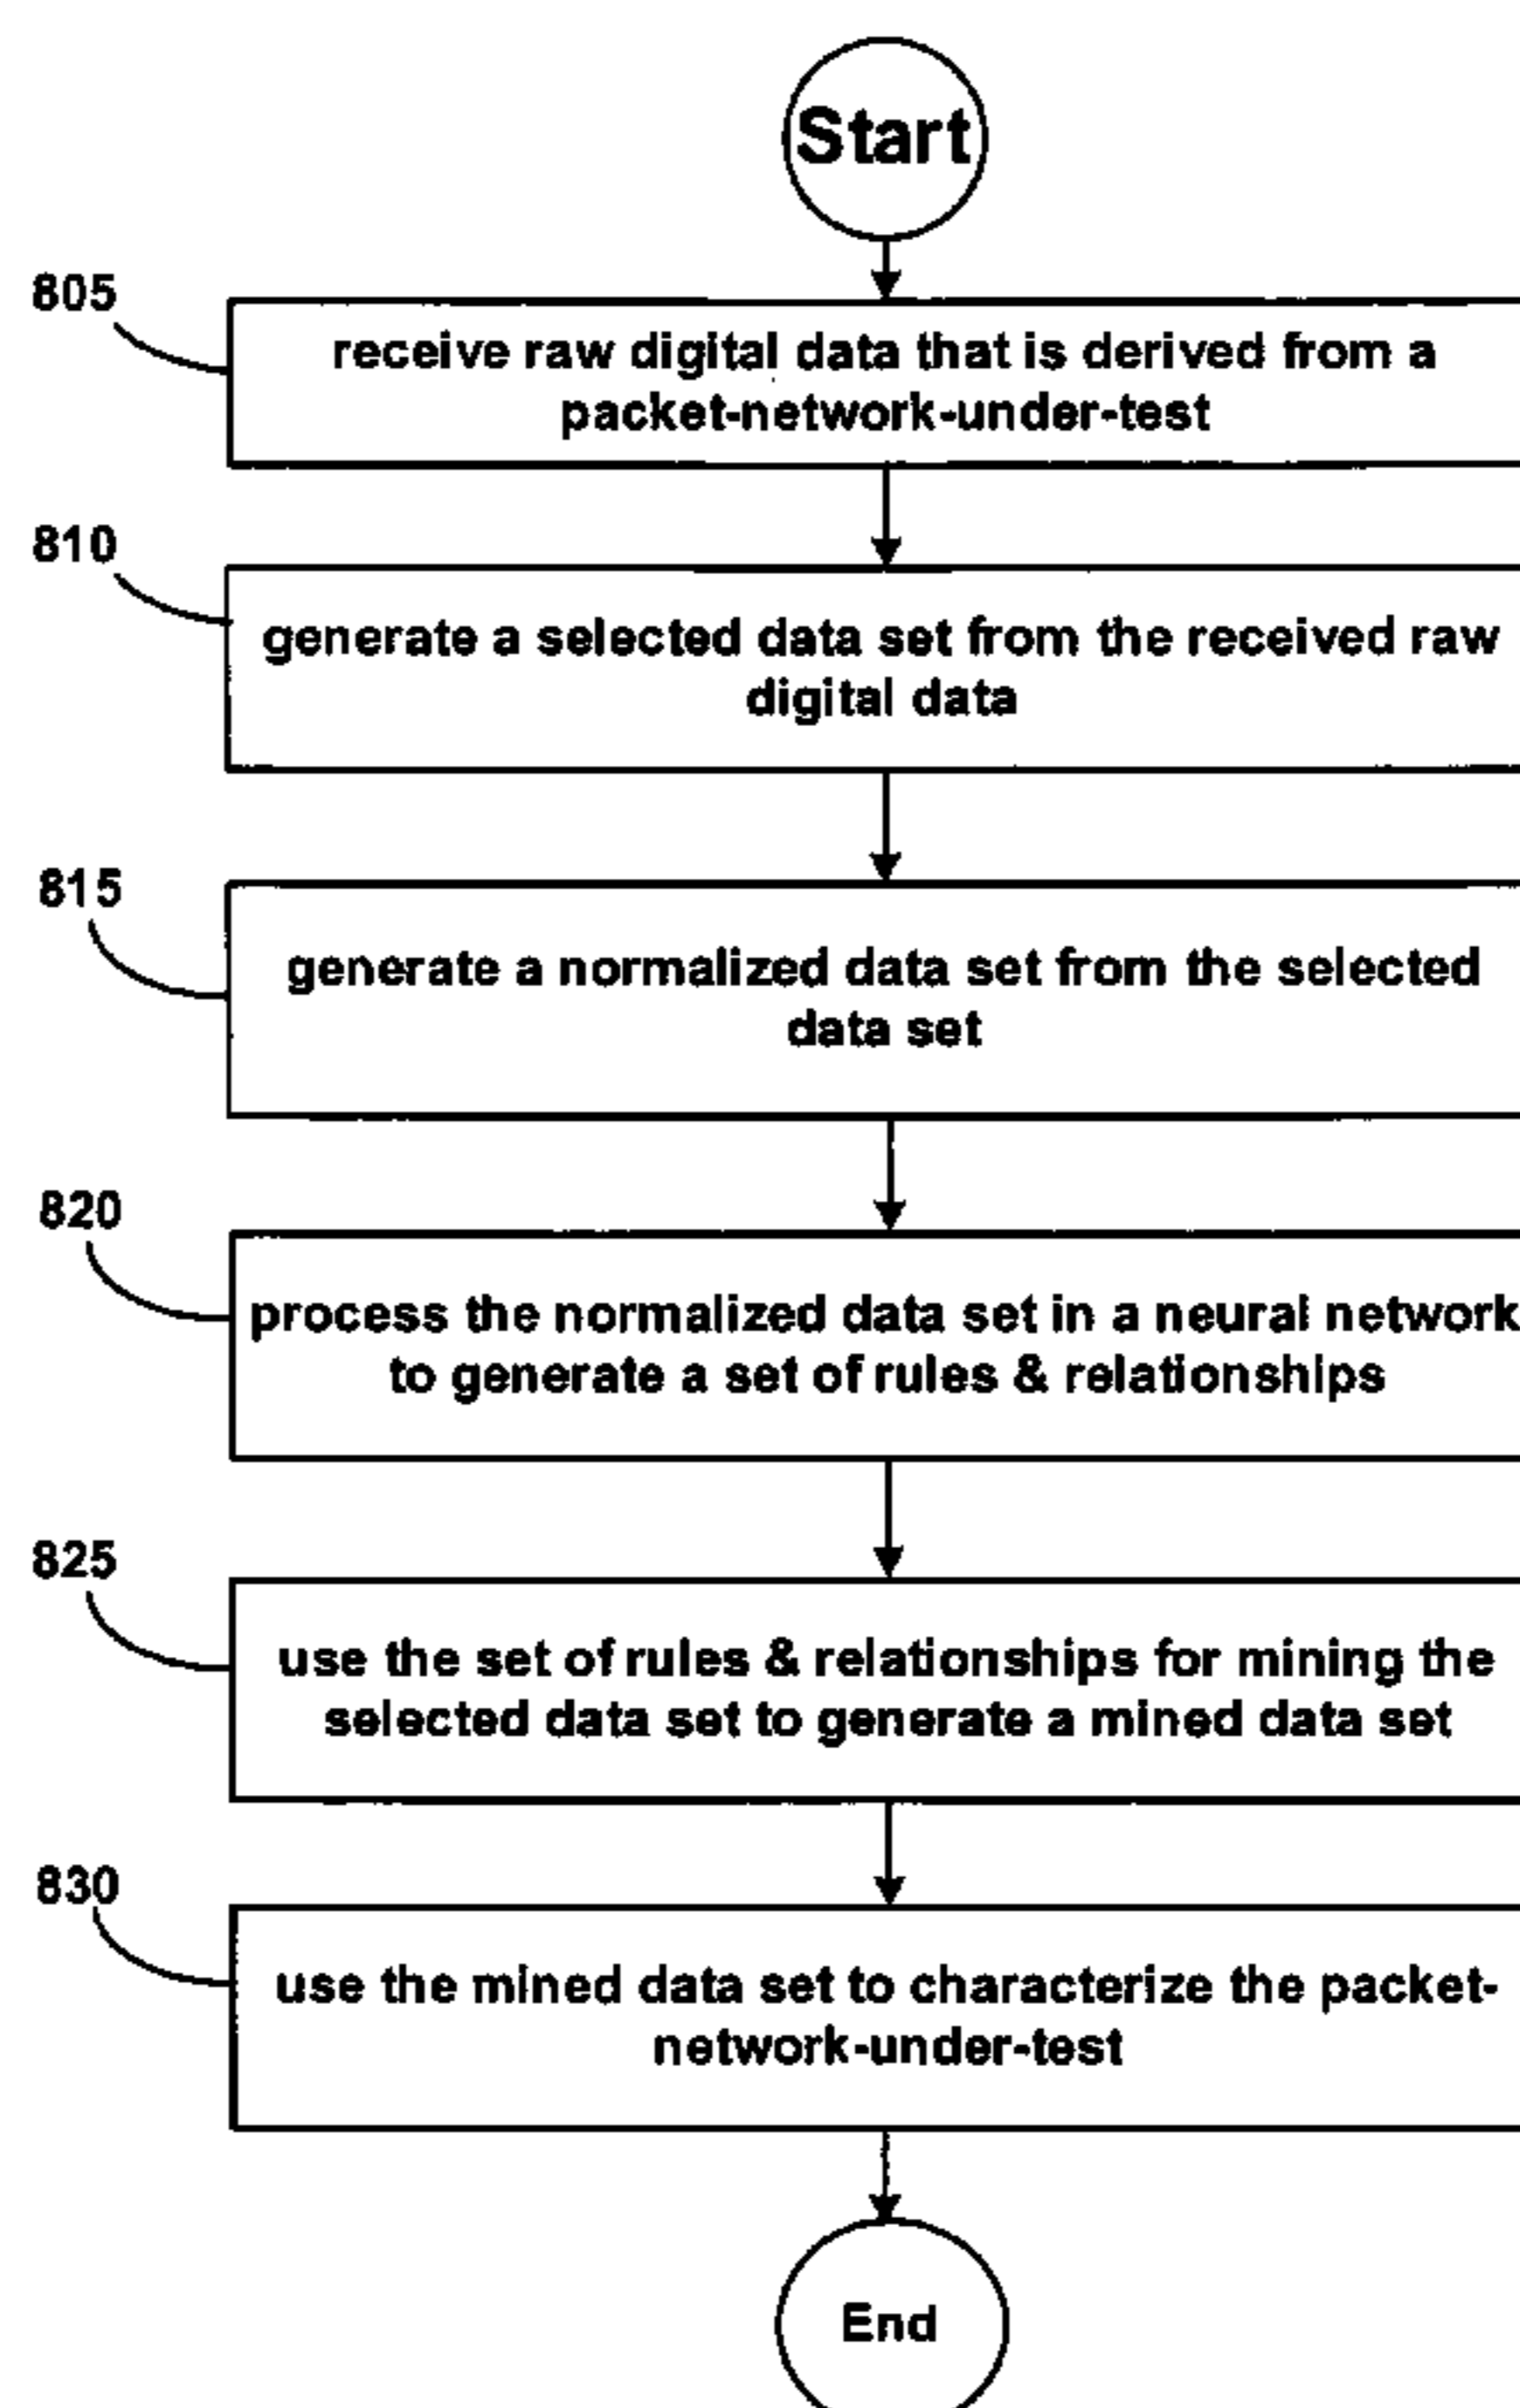 Start
805
receive raw digital data that is derived from a
packet-network-under-test
810
generate a selected data set from the received raw
digital data
815
generate a normalized data set from the selected
data set
820
process the normalized data set in a neural network
to generate a set of rules & relationships
825
use the set of rules & relationships for mining the
selected data set to generate a mined data set
830
use the mined data set to characterize the packet-
network-under-test
End